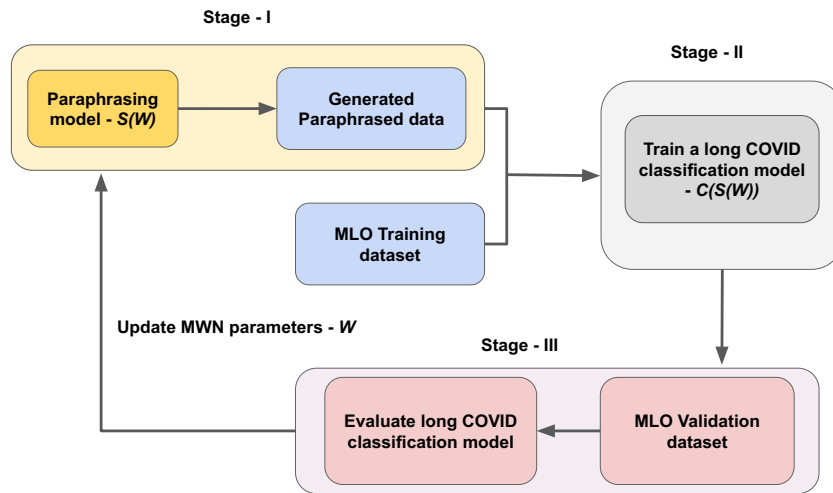 Stage - I
Stage - II
Paraphrasing
model - S(W)
Generated
Paraphrased data
Train a long COVID
classification model
- C(S(W))
MLO Training
dataset
Update MWN parameters - W
Stage - III
Evaluate long COVID
classification model
MLO Validation
dataset